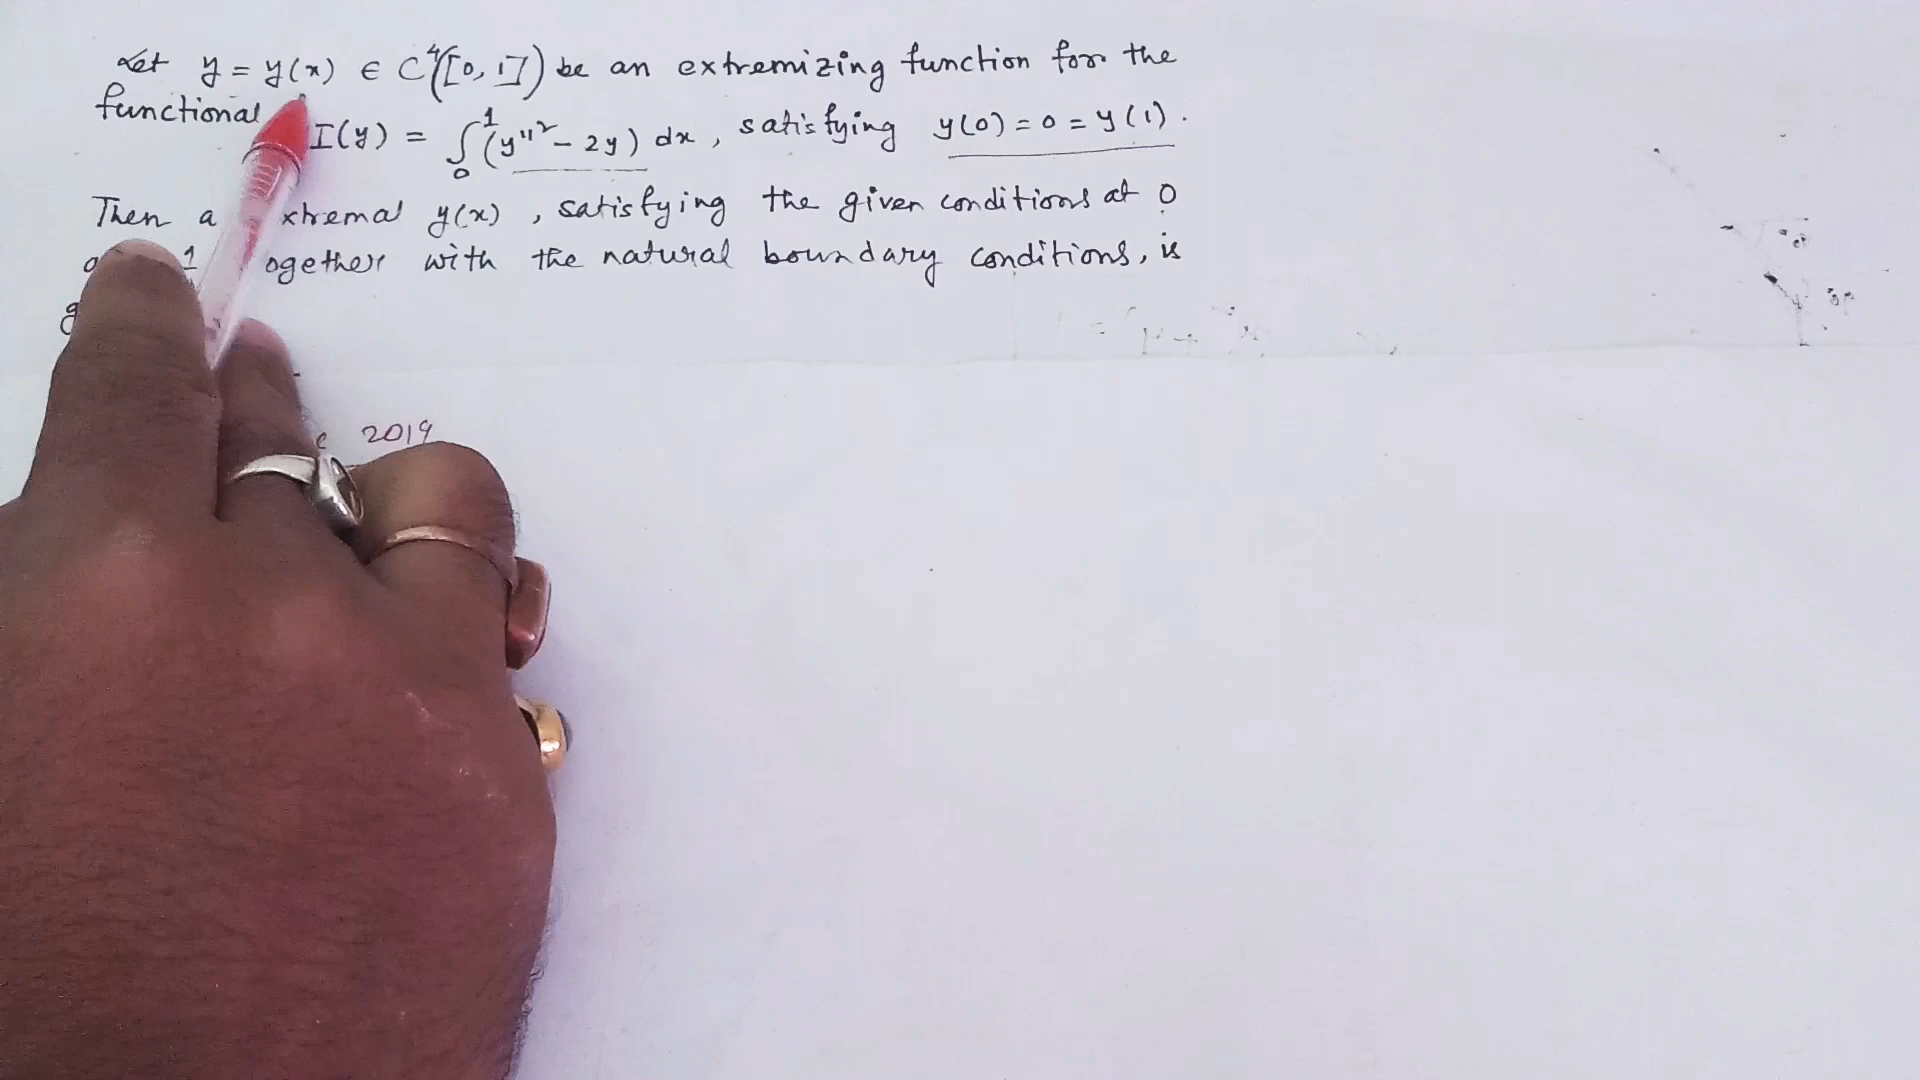 Let y = y(x) ∈ C⁴([0, 1]) be an extremizing function for the
functional
I(y) = ∫₀¹ (y''² - 2y) dx, satisfying y(0) = 0 = y(1).
Then a xtremal y(x), satisfying the given conditions at 0
1 ogether with the natural boundary conditions, is
2019